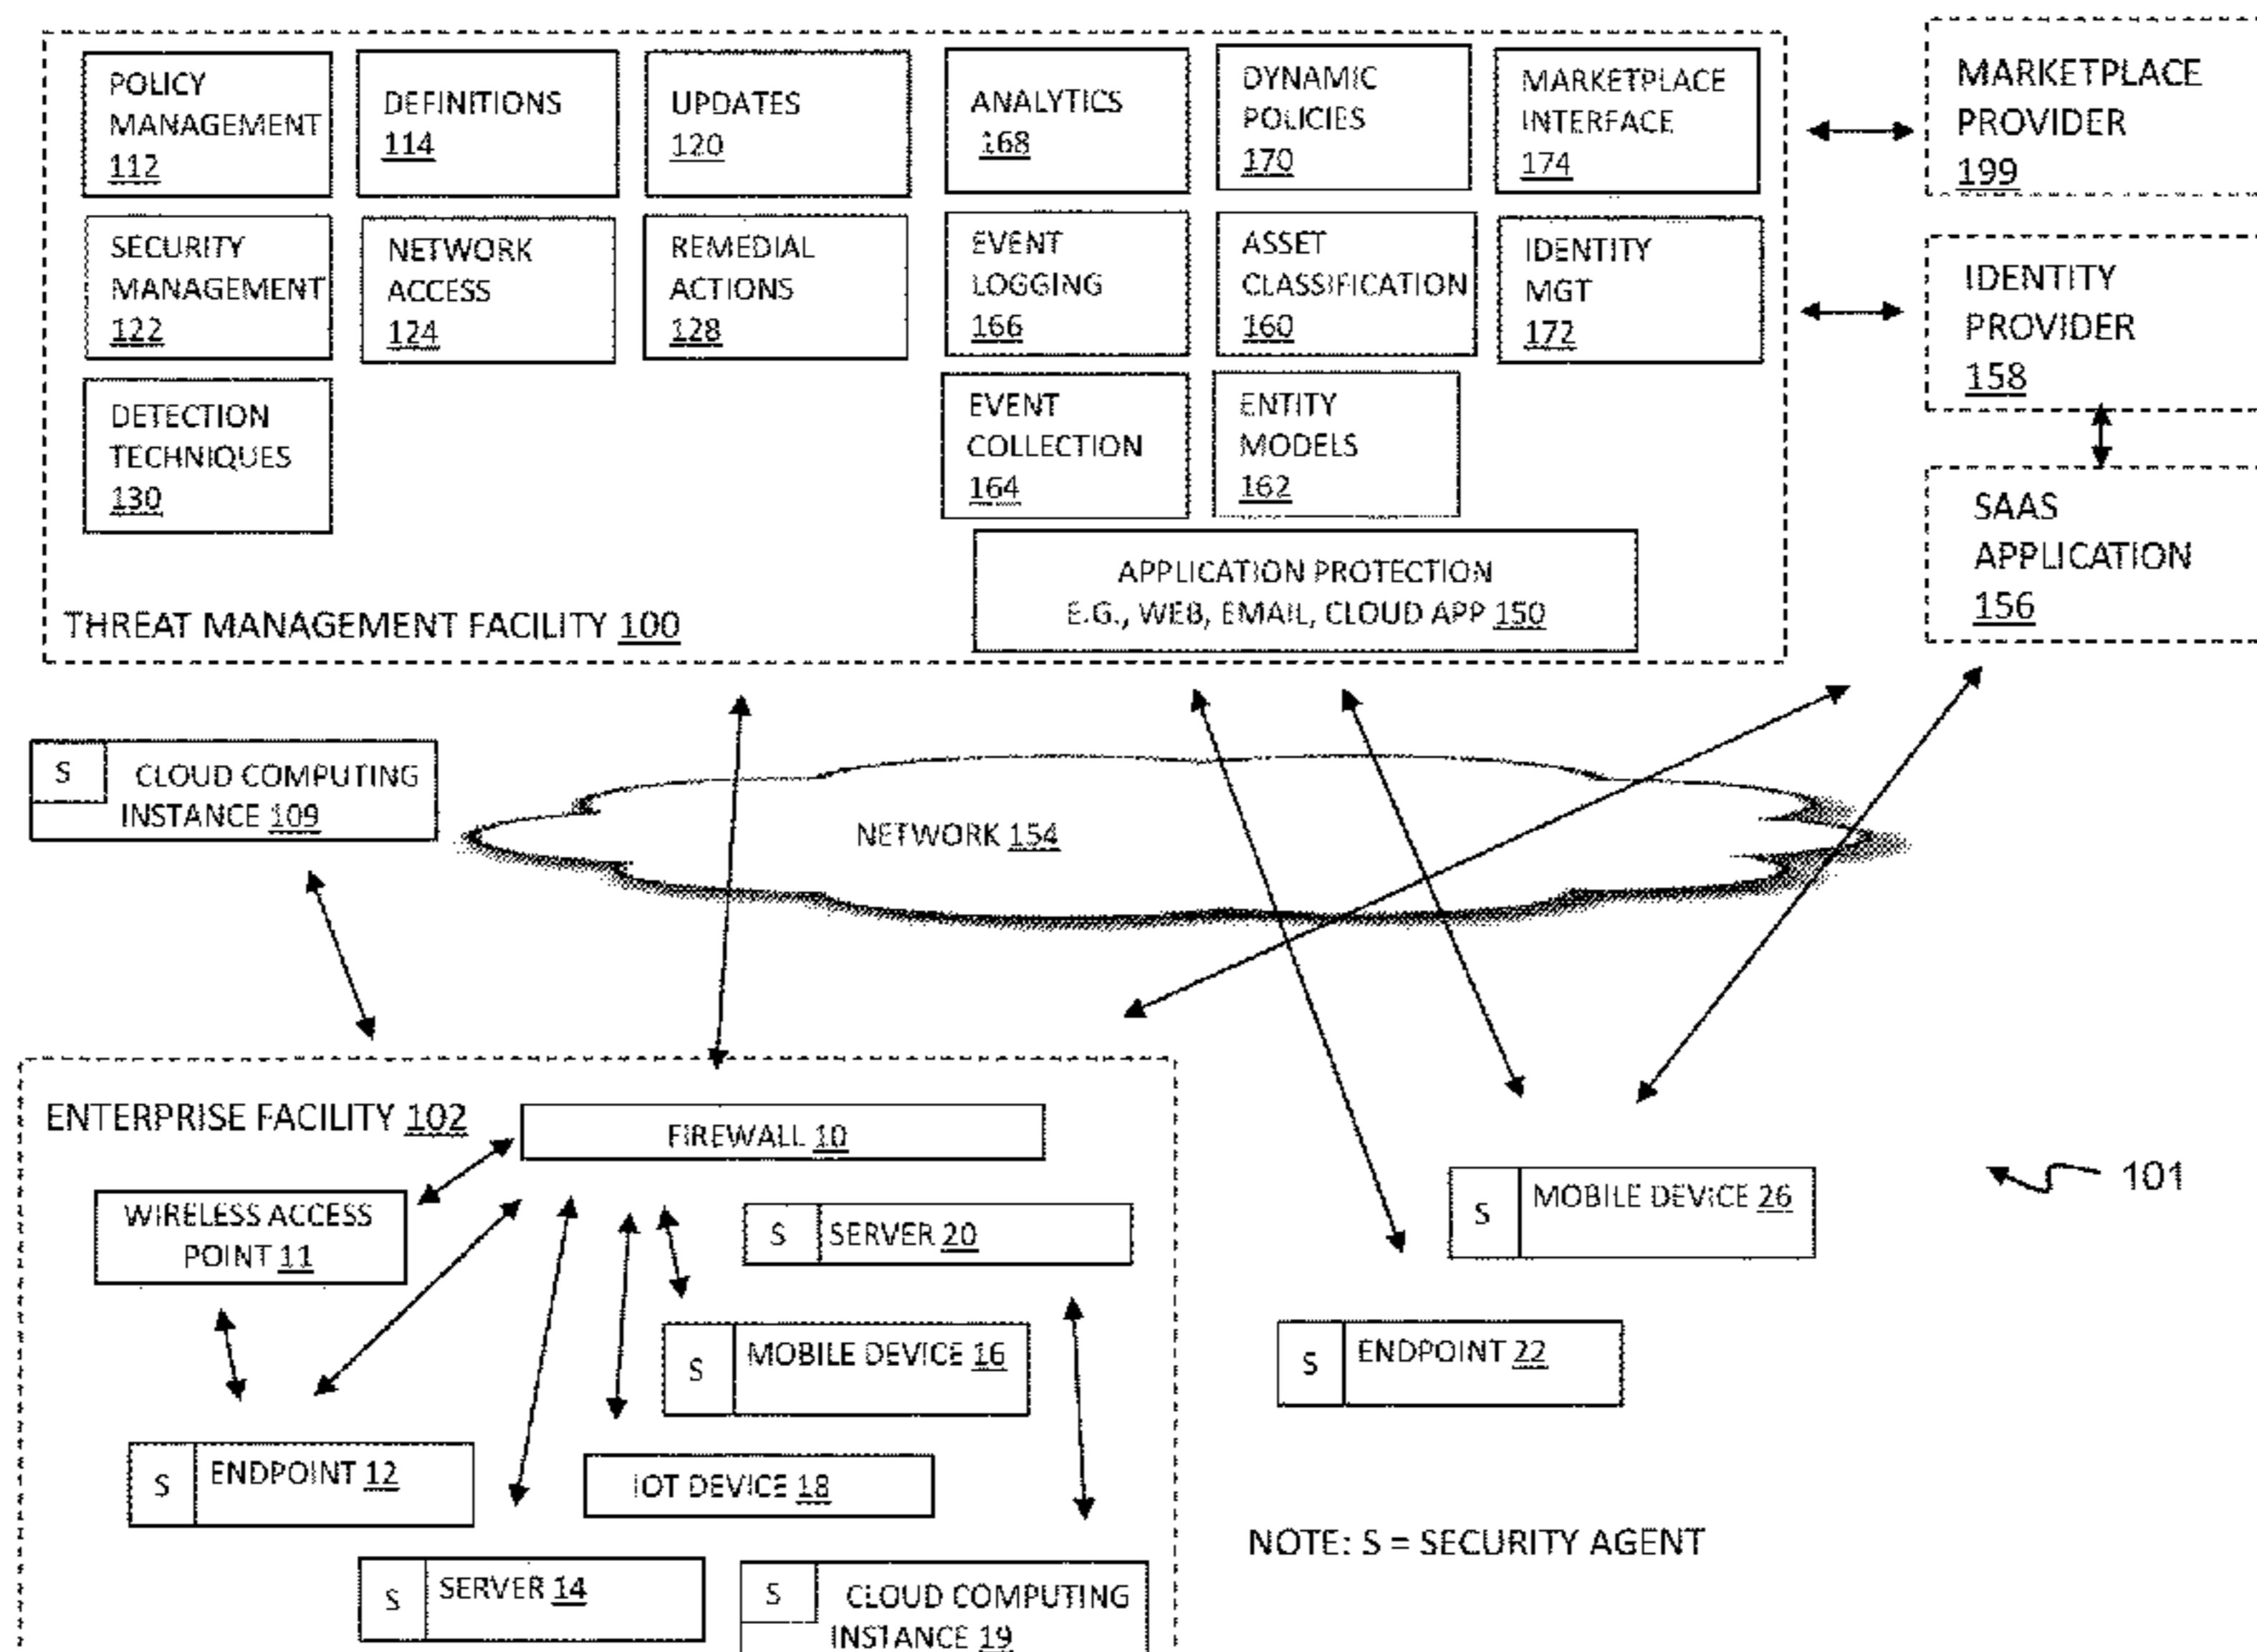 POLICY
MANAGEMENT
112
DEFINITIONS
114
UPDATES
120
ANALYTICS
168
DYNAMIC
POLICIES
170
MARKETPLACE
INTERFACE
174
MARKETPLACE
PROVIDER
199
SECURITY
MANAGEMENT
122
NETWORK
ACCESS
124
REMEDIAL
ACTIONS
128
EVENT
LOGGING
166
ASSET
CLASSIFICATION
160
IDENTITY
MGT
172
IDENTITY
PROVIDER
158
DETECTION
TECHNIQUES
130
EVENT
COLLECTION
164
ENTITY
MODELS
162
SAAS
APPLICATION
156
APPLICATION PROTECTION
E.G., WEB, EMAIL, CLOUD APP 150
THREAT MANAGEMENT FACILITY 100
S
CLOUD COMPUTING
INSTANCE 109
NETWORK 154
ENTERPRISE FACILITY 102
FIREWALL 10
WIRELESS ACCESS
POINT 11
S
SERVER 20
S
MOBILE DEVICE 26
101
S
MOBILE DEVICE 16
S
ENDPOINT 22
S
ENDPOINT 12
IOT DEVICE 18
NOTE: S = SECURITY AGENT
S
SERVER 14
S
CLOUD COMPUTING
INSTANCE 19